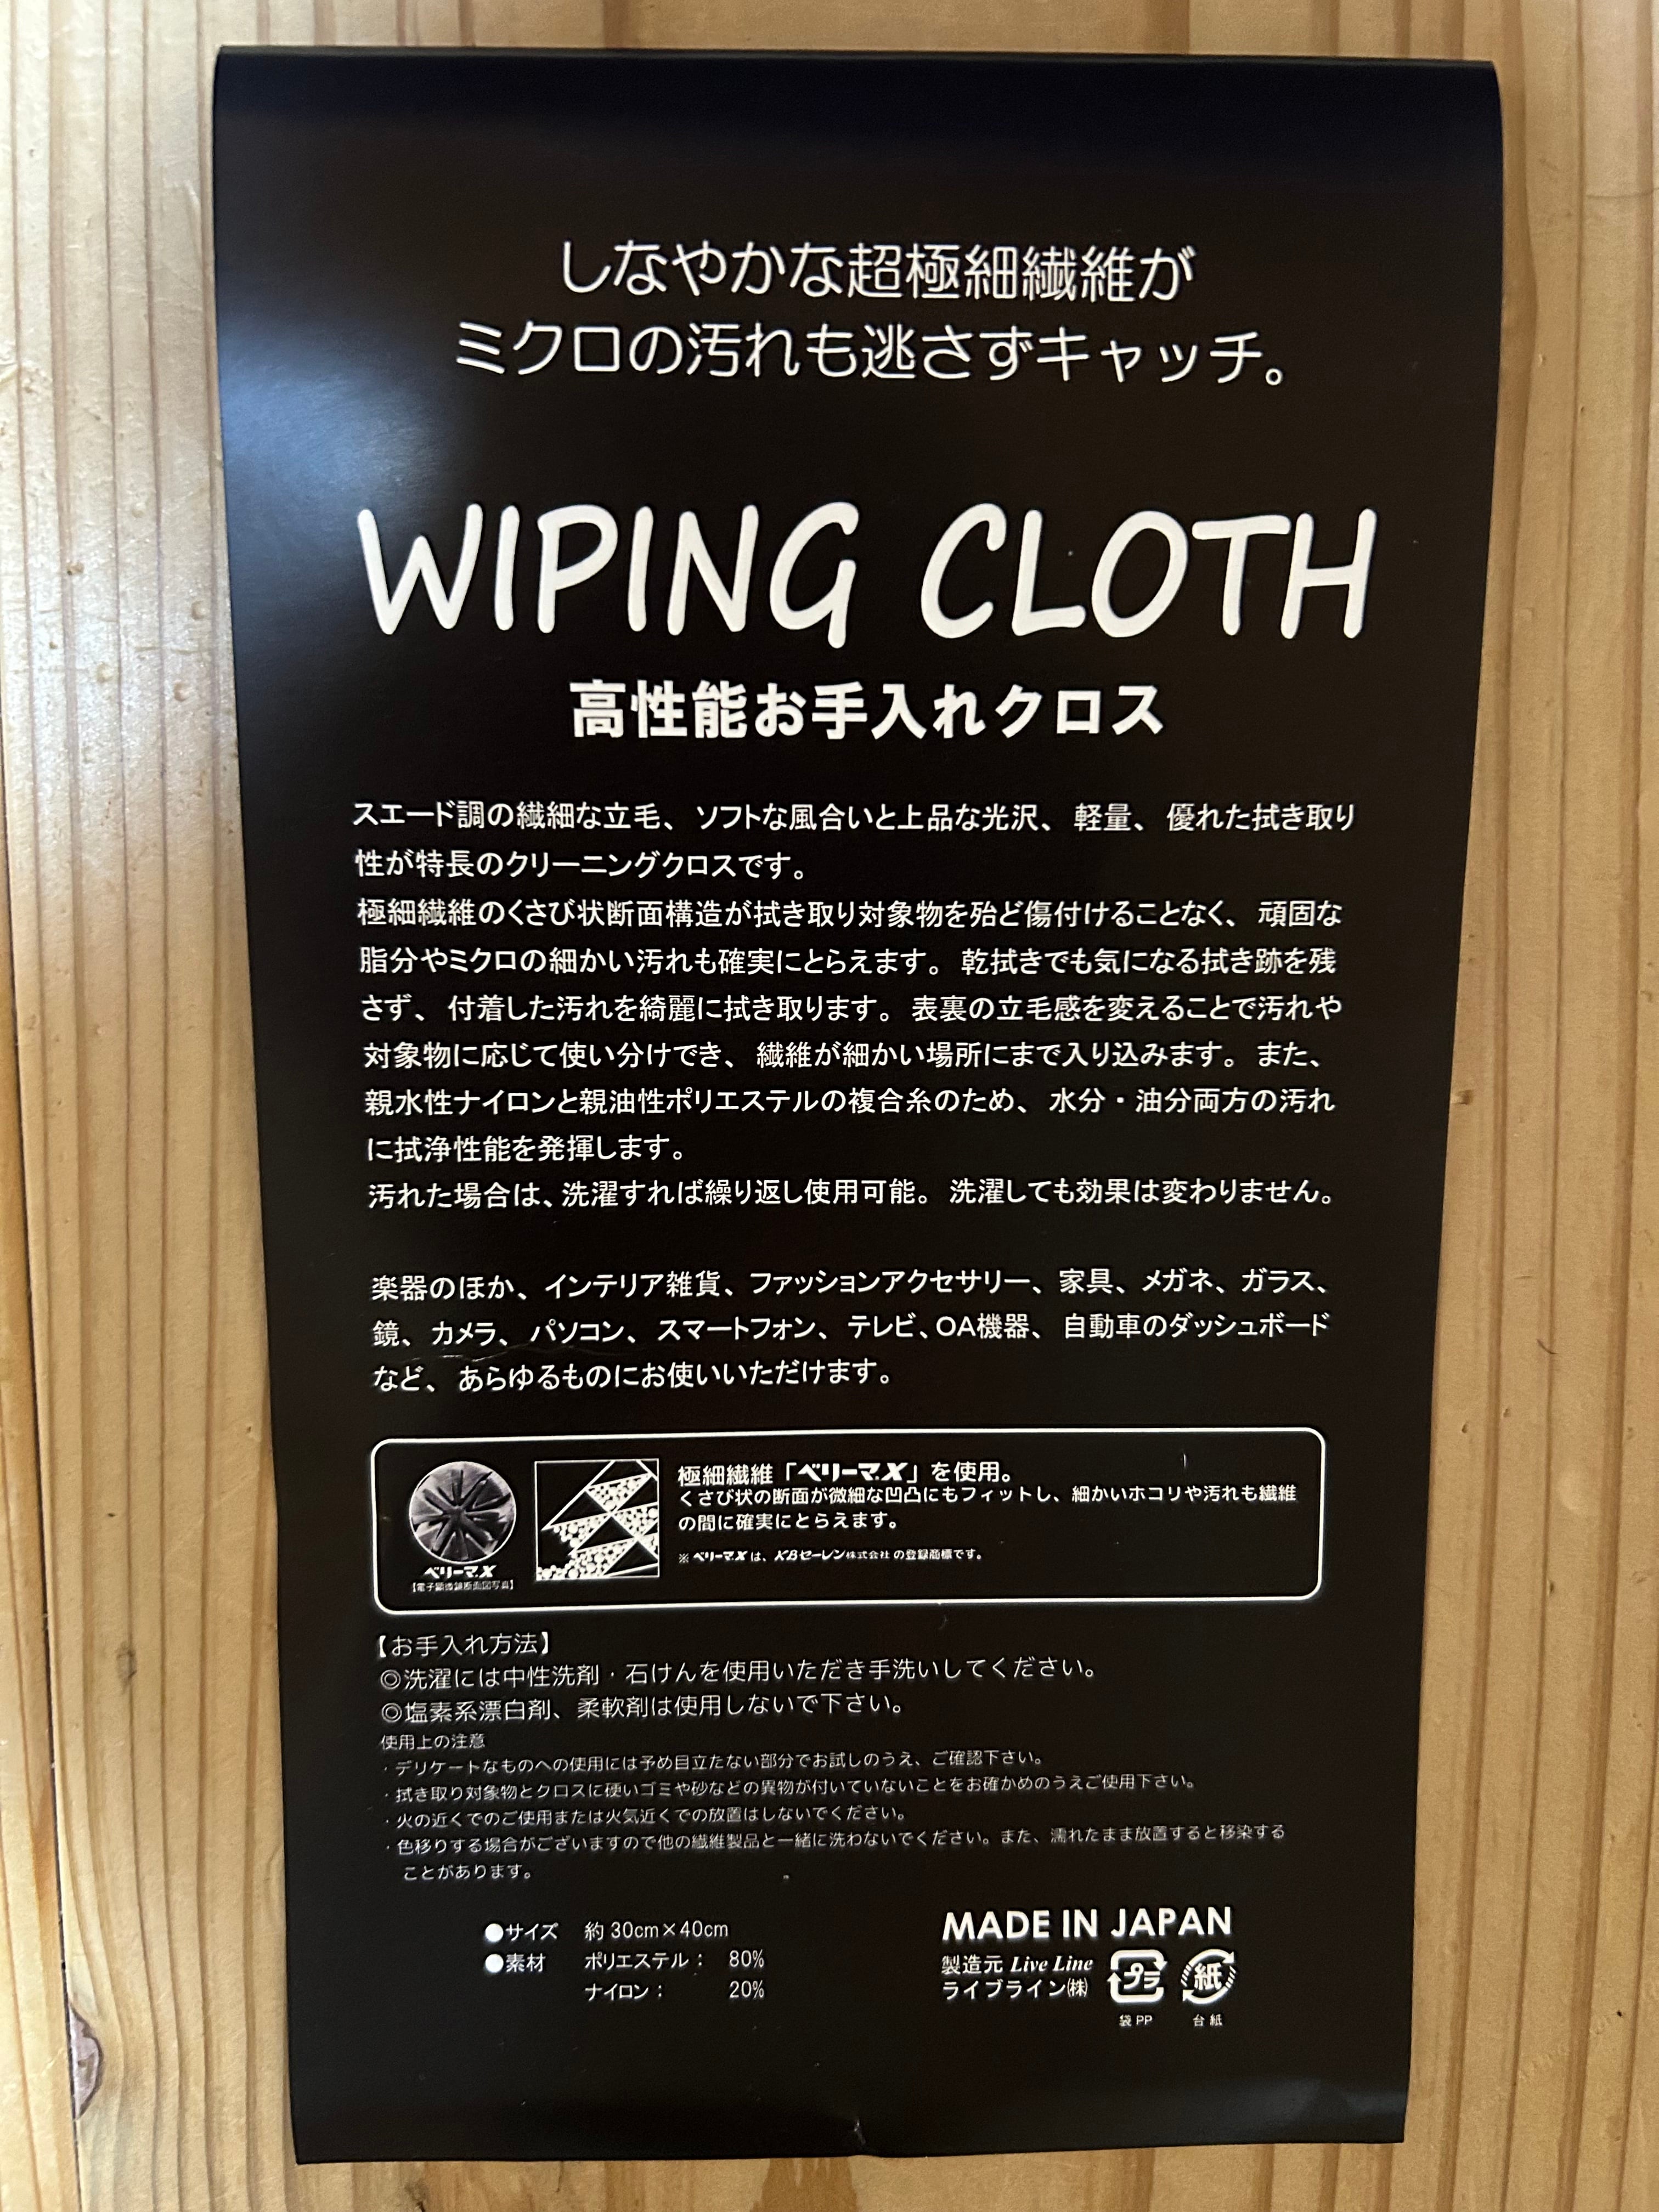 しなやかな超極細繊維が
ミクロの汚れも逃さずキャッチ。
WIPING CLOTH
高性能お手入れクロス
スエード調の繊細な立毛、ソフトな風合いと上品な光沢、軽量、優れた拭き取り
性が特長のクリーニングクロスです。
極細繊維のくさび状断面構造が拭き取り対象物を殆ど傷付けることなく、頑固な
脂分やミクロの細かい汚れも確実にとらえます。乾拭きでも気になる拭き跡を残
さず、付着した汚れを綺麗に拭き取ります。表裏の立毛感を変えることで汚れや
対象物に応じて使い分けでき、繊維が細かい場所にまで入り込みます。また、
親水性ナイロンと親油性ポリエステルの複合糸のため、水分・油分両方の汚れ
に拭浄性能を発揮します。
汚れた場合は、洗濯すれば繰り返し使用可能。洗濯しても効果は変わりません。
楽器のほか、インテリア雑貨、ファッションアクセサリー、家具、メガネ、ガラス、
鏡、カメラ、パソコン、スマートフォン、テレビ、OA機器、自動車のダッシュボード
など、あらゆるものにお使いいただけます。
極細繊維「ベリーマX」を使用。
くさび状の断面が微細な凹凸にもフィットし、細かいホコリや汚れも繊維
の間に確実にとらえます。
※ベリーマXは、KBセーレン株式会社の登録商標です。
ベリーマX
【電子顕微鏡断面図写真】
【お手入れ方法】
◎洗濯には中性洗剤・石けんを使用いただき手洗いしてください。
◎塩素系漂白剤、柔軟剤は使用しないで下さい。
使用上の注意
・デリケートなものへの使用には予め目立たない部分でお試しのうえ、ご確認下さい。
・拭き取り対象物とクロスに硬いゴミや砂などの異物が付いていないことをお確かめのうえご使用下さい。
・火の近くでのご使用または火気近くでの放置はしないでください。
・色移りする場合がございますので他の繊維製品と一緒に洗わないでください。また、濡れたまま放置すると移染する
ことがあります。
●サイズ 約30cm×40cm
●素材 ポリエステル： 80%
ナイロン： 20%
MADE IN JAPAN
製造元 Live Line
ライブライン㈱
プラ
袋PP
紙
台紙